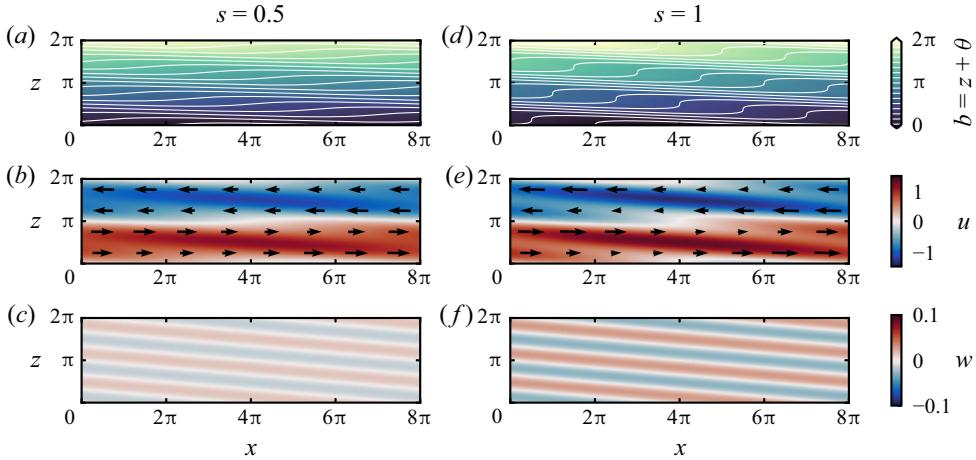 s = 0.5
s = 1
(a)
2π
z
π
0
2π
4π
6π
8π
(d)
2π
π
0
2π
4π
6π
8π
2π
π
0
b = z + θ
(b)
2π
z
π
0
2π
4π
6π
8π
(e)
2π
π
0
2π
4π
6π
8π
1
0
−1
u
(c)
2π
z
π
0
2π
4π
6π
8π
x
(f)
2π
π
0
2π
4π
6π
8π
x
0.1
0
−0.1
w